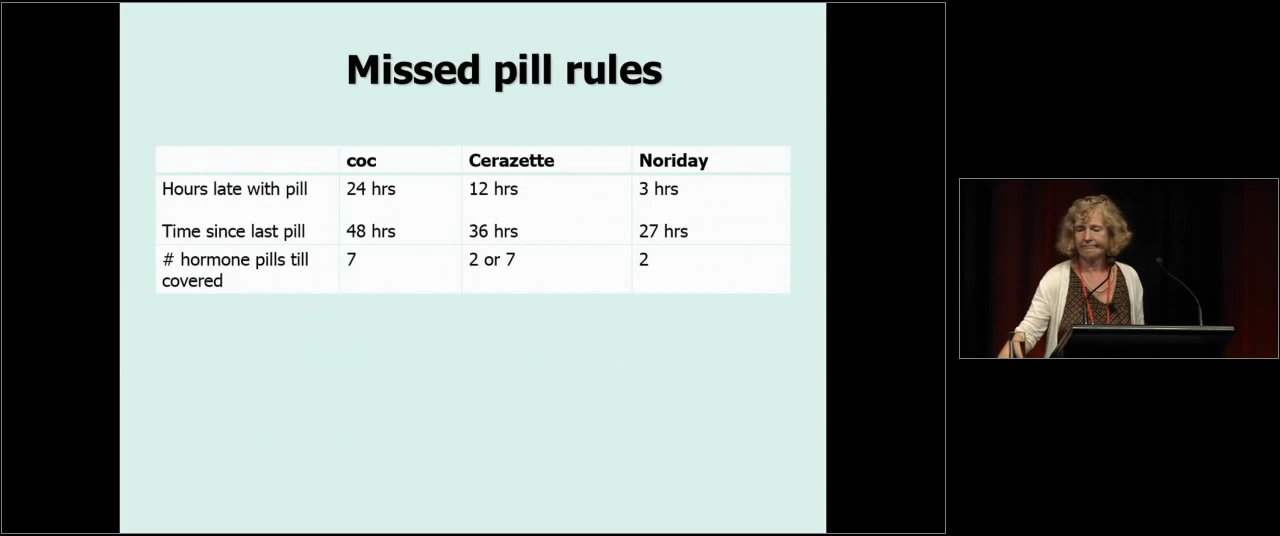 Missed pill rules
coc Cerazette Noriday
Hours late with pill 24 hrs 12 hrs 3 hrs
Time since last pill 48 hrs 36 hrs 27 hrs
# hormone pills till 7 2 or 7 2
covered